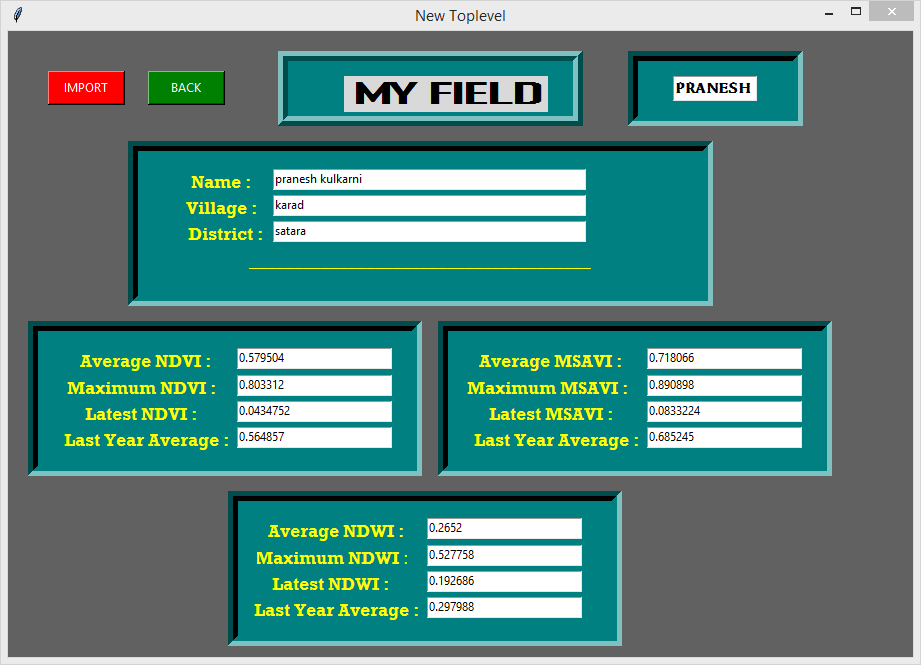 New Toplevel
IMPORT
BACK
MY FIELD
PRANESH
Name : pranesh kulkarni
Village : karad
District : satara
Average NDVI : 0.579504
Maximum NDVI : 0.803312
Latest NDVI : 0.0434752
Last Year Average : 0.564857
Average MSAVI : 0.718066
Maximum MSAVI : 0.890898
Latest MSAVI : 0.0833224
Last Year Average : 0.685245
Average NDWI : 0.2652
Maximum NDWI : 0.527758
Latest NDWI : 0.192686
Last Year Average : 0.297988